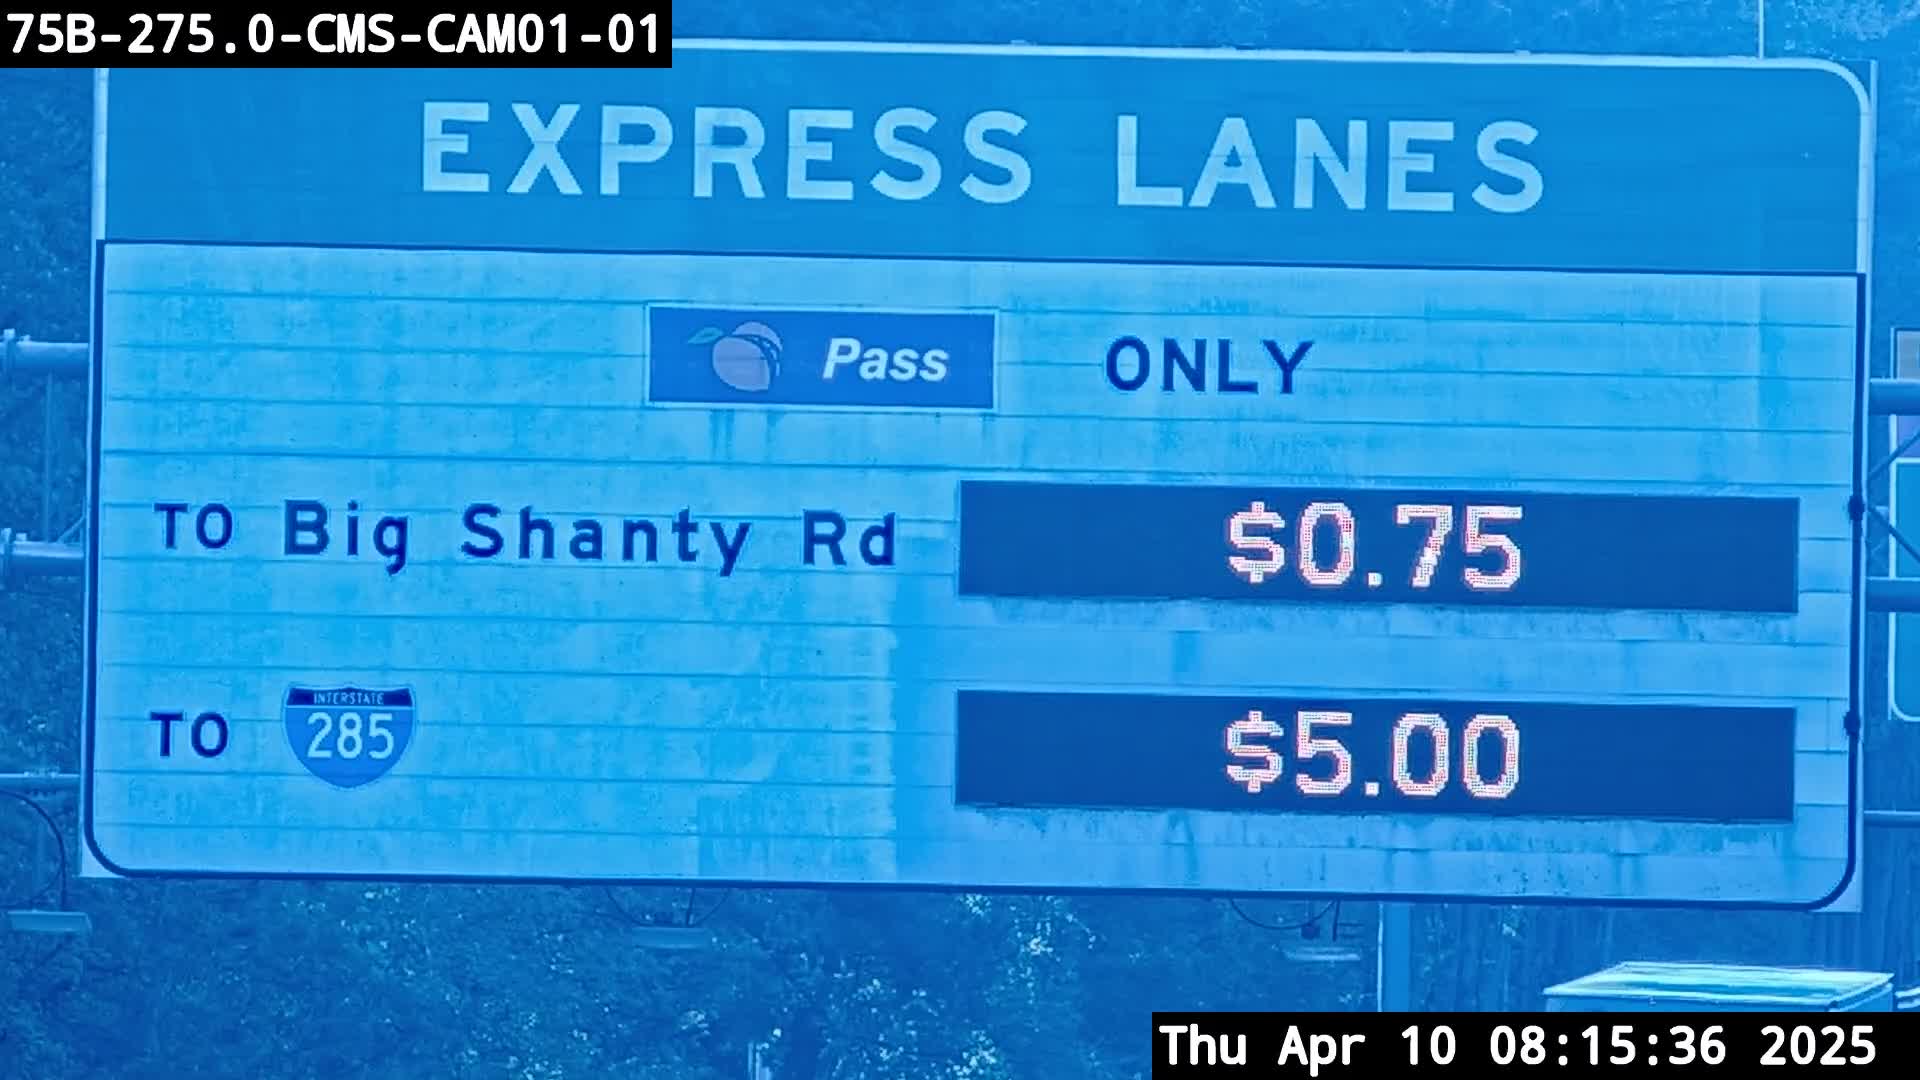 75B-275.0-CMS-CAM01-01
EXPRESS LANES
Pass ONLY
TO Big Shanty Rd $0.75
TO INTERSTATE 285 $5.00
Thu Apr 10 08:15:36 2025